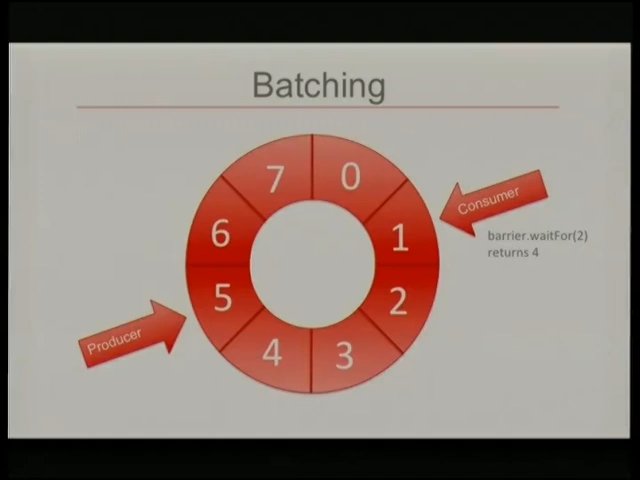 Batching
7 0
6 1
5 2
4 3
Consumer
barrier.waitFor(2)
returns 4
Producer